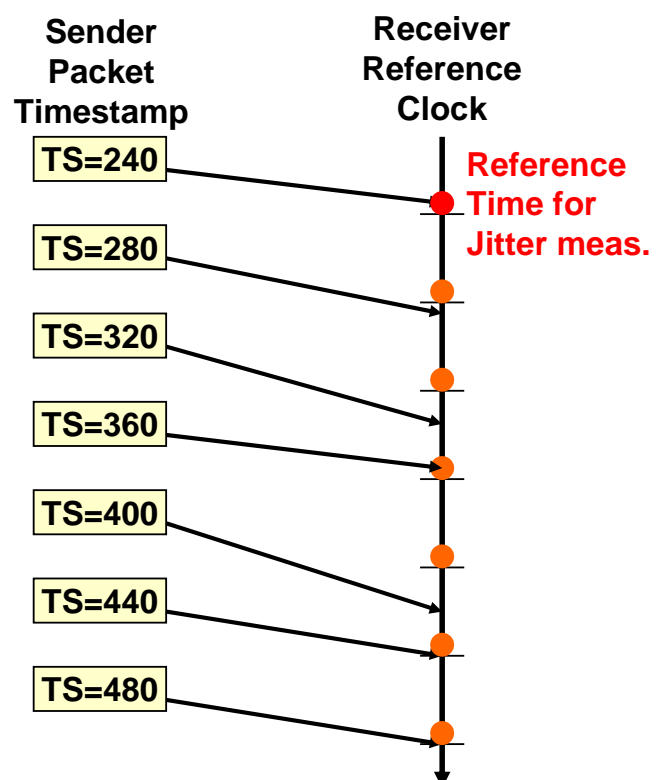 Sender
Packet
Timestamp
Receiver
Reference
Clock
TS=240
Reference
Time for
Jitter meas.
TS=280
TS=320
TS=360
TS=400
TS=440
TS=480